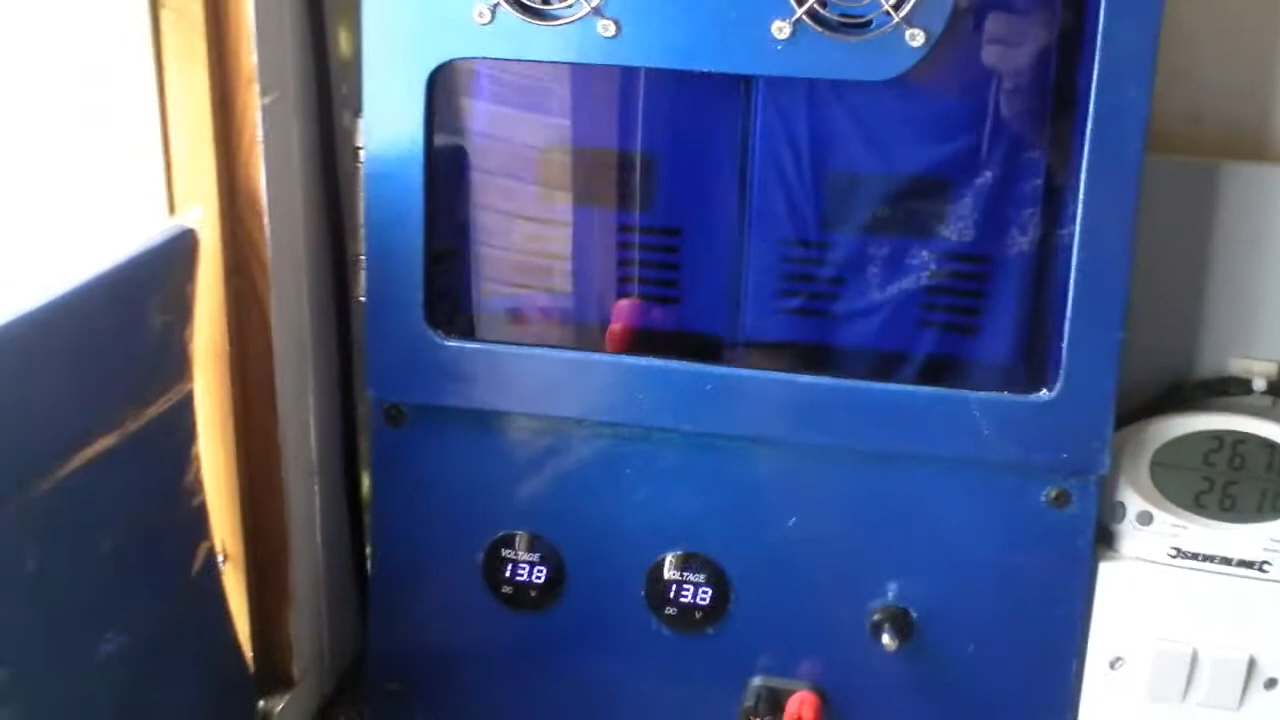 VOLTAGE
13.8
DC V
VOLTAGE
13.8
DC V
26.1
26.1
SILVERLINE